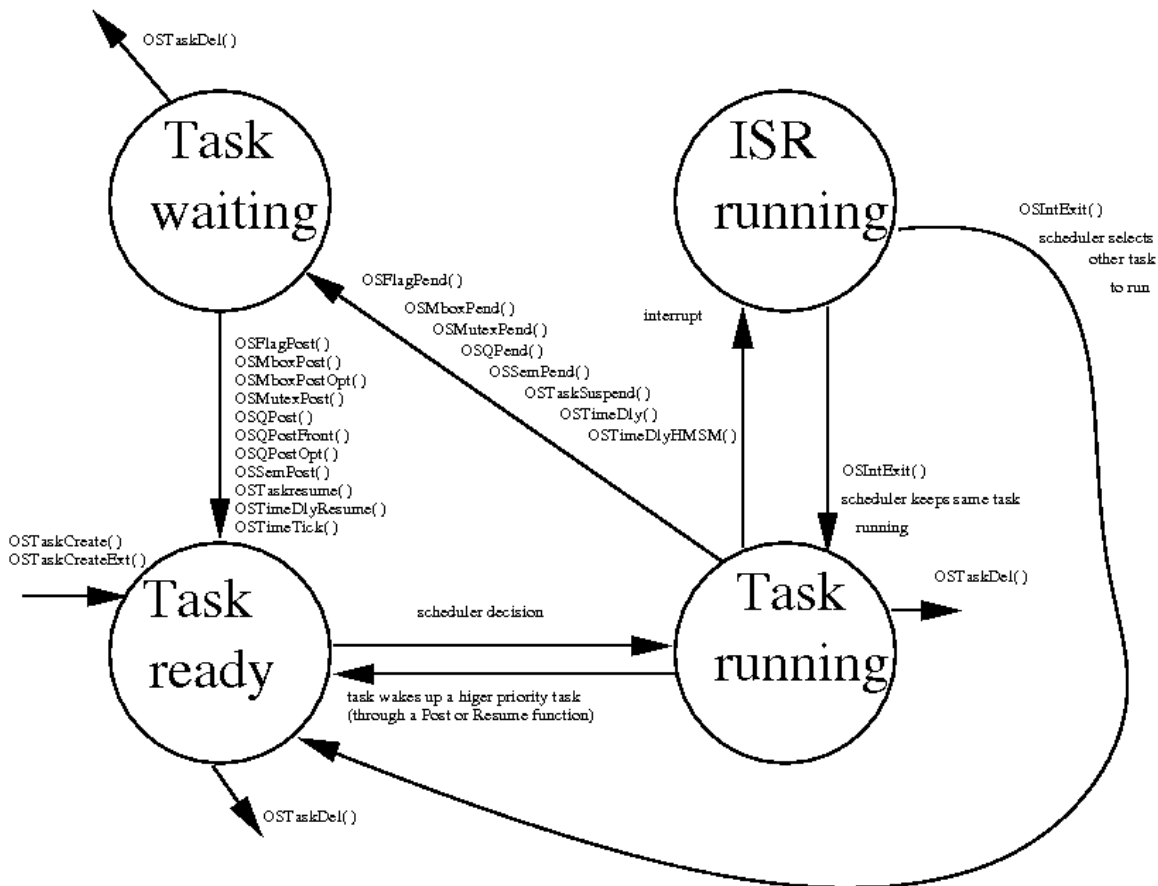 OSTaskDel( )
Task
waiting
ISR
running
OSIntExit( )
scheduler selects
other task
to run
OSFlagPend( )
OSMboxPend( )
OSMutexPend( )
OSQPend( )
OSSemPend( )
OSTaskSuspend( )
OSTimeDly( )
OSTimeDlyHMSM( )
interrupt
OSFlagPost( )
OSMboxPost( )
OSMboxPostOpt( )
OSMutexPost( )
OSQPost( )
OSQPostFront( )
OSQPostOpt( )
OSSemPost( )
OSTaskresume( )
OSTimeDlyResume( )
OSTimeTick( )
OSIntExit( )
scheduler keeps same task
running
OSTaskCreate( )
OSTaskCreateExt( )
Task
ready
scheduler decision
task wakes up a higer priority task
(through a Post or Resume function)
Task
running
OSTaskDel( )
OSTaskDel( )